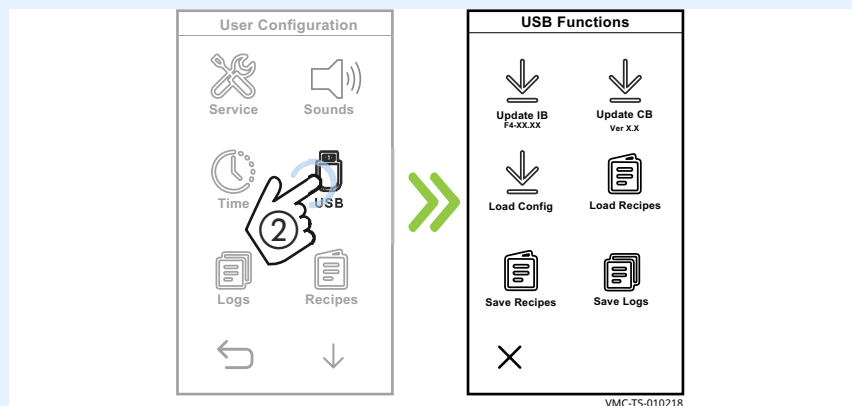 User Configuration
Service
Sounds
Time
USB
2
Logs
Recipes
USB Functions
Update IB
F4-XX.XX
Update CB
Ver X.X
Load Config
Load Recipes
Save Recipes
Save Logs
VMC-TS-010218